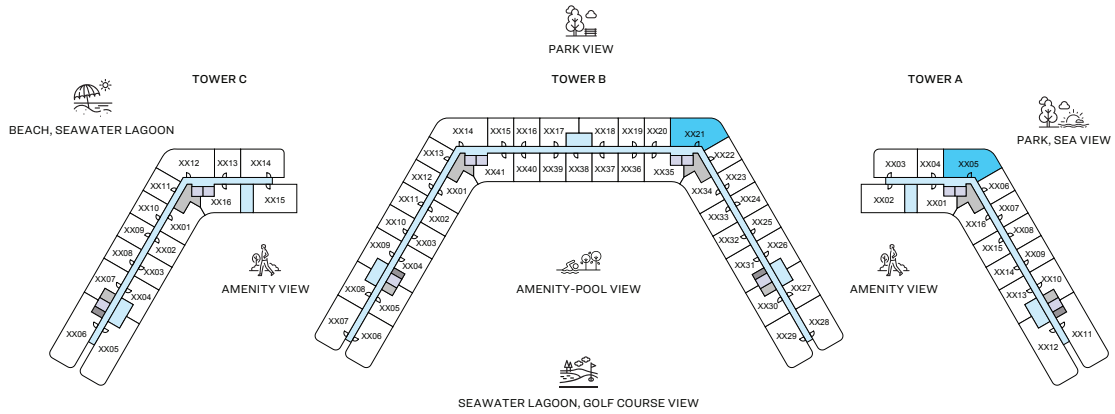 PARK VIEW
TOWER C
TOWER B
TOWER A
BEACH, SEAWATER LAGOON
PARK, SEA VIEW
XX12
XX13
XX14
XX11
XX10
XX09
XX08
XX07
XX06
XX16
XX15
XX01
XX02
XX03
XX04
XX05
XX14
XX15
XX16
XX17
XX18
XX19
XX20
XX21
XX13
XX12
XX11
XX10
XX09
XX08
XX07
XX01
XX02
XX03
XX04
XX05
XX06
XX41
XX40
XX39
XX38
XX37
XX36
XX35
XX22
XX23
XX24
XX25
XX26
XX27
XX28
XX34
XX33
XX32
XX31
XX30
XX29
XX03
XX04
XX05
XX02
XX01
XX06
XX07
XX08
XX09
XX10
XX11
XX16
XX15
XX14
XX13
XX12
AMENITY VIEW
AMENITY-POOL VIEW
AMENITY VIEW
SEAWATER LAGOON, GOLF COURSE VIEW